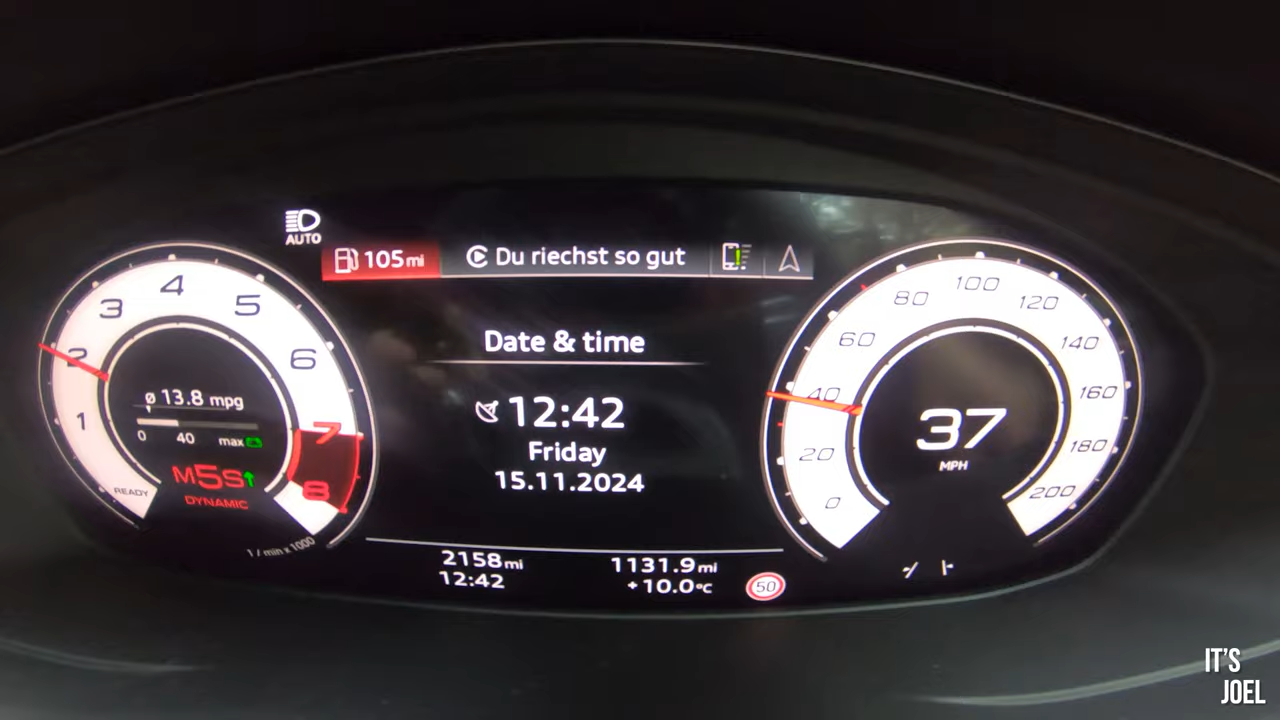 AUTO
105mi
Du riechst so gut
1
2
3
4
5
6
7
8
READY
1 / min x 1000
ø 13.8 mpg
0 40 max
M5S
DYNAMIC
Date & time
12:42
Friday
15.11.2024
2158mi
12:42
1131.9mi
+10.0°C
50
0
20
40
60
80
100
120
140
160
180
200
37
MPH
IT'S
JOEL